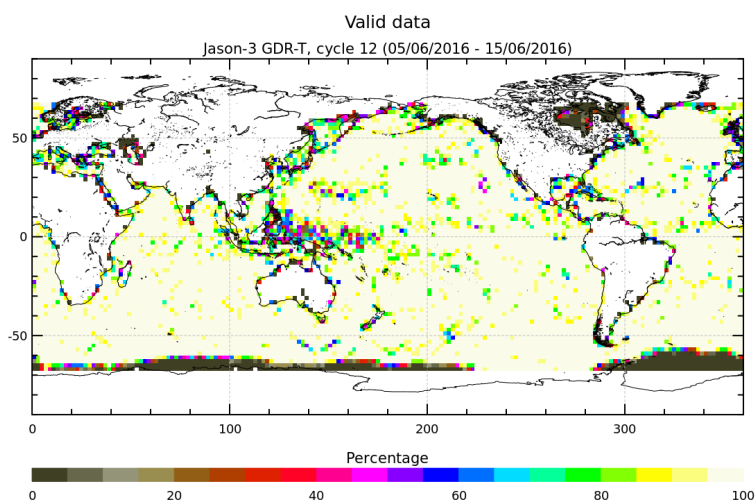 Valid data
Jason-3 GDR-T, cycle 12 (05/06/2016 - 15/06/2016)
50
0
-50
0 100 200 300
Percentage
0 20 40 60 80 100